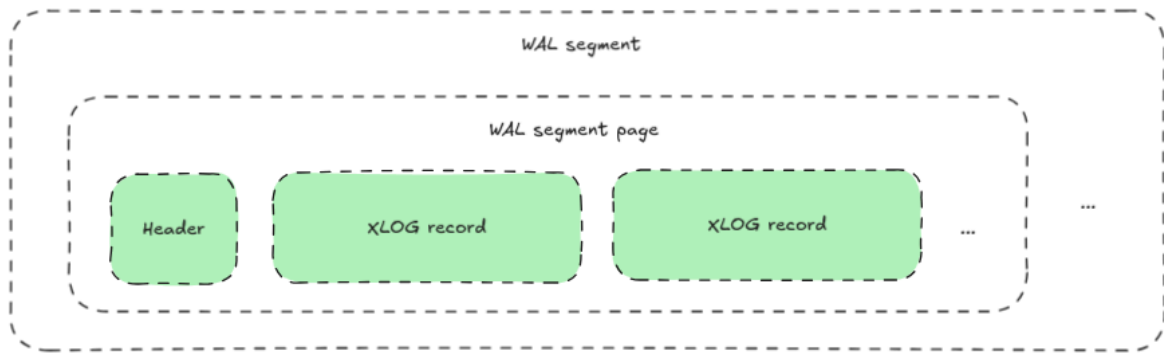 WAL segment
WAL segment page
Header
XLOG record
XLOG record
...
...